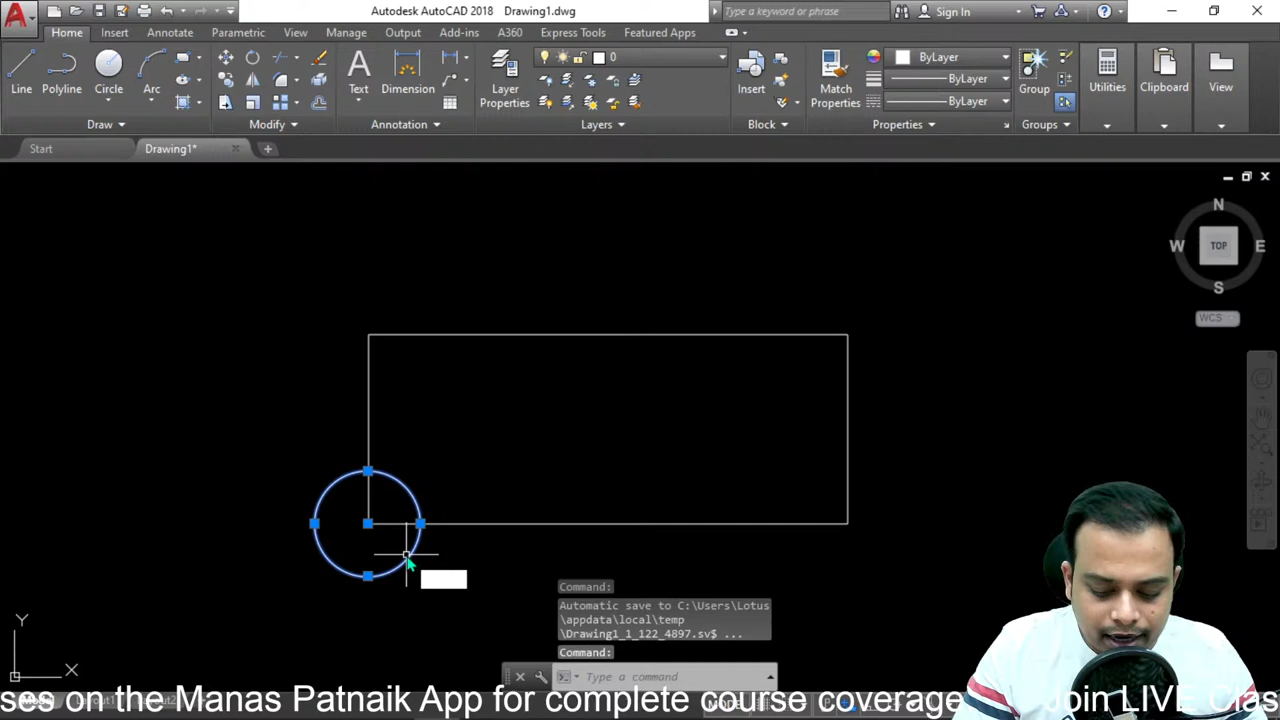 Autodesk AutoCAD 2018 Drawing1.dwg
Type a keyword or phrase
Sign In
Home Insert Annotate Parametric View Manage Output Add-ins A360 Express Tools Featured Apps
Line Polyline Circle Arc
Text Dimension
Layer
Properties
0
Insert
Match
Properties
ByLayer
ByLayer
ByLayer
Group
Utilities Clipboard View
Draw Modify Annotation Layers Block Properties Groups
Start Drawing1*
N
W TOP E
S
WCS
Command:
Automatic save to C:\Users\Lotus
\appdata\local\temp
\Drawing1_1_122_4897.sv$ ...
Command:
Y
X
Type a command
ses on the Manas Patnaik App for complete course coverage Join LIVE Clas